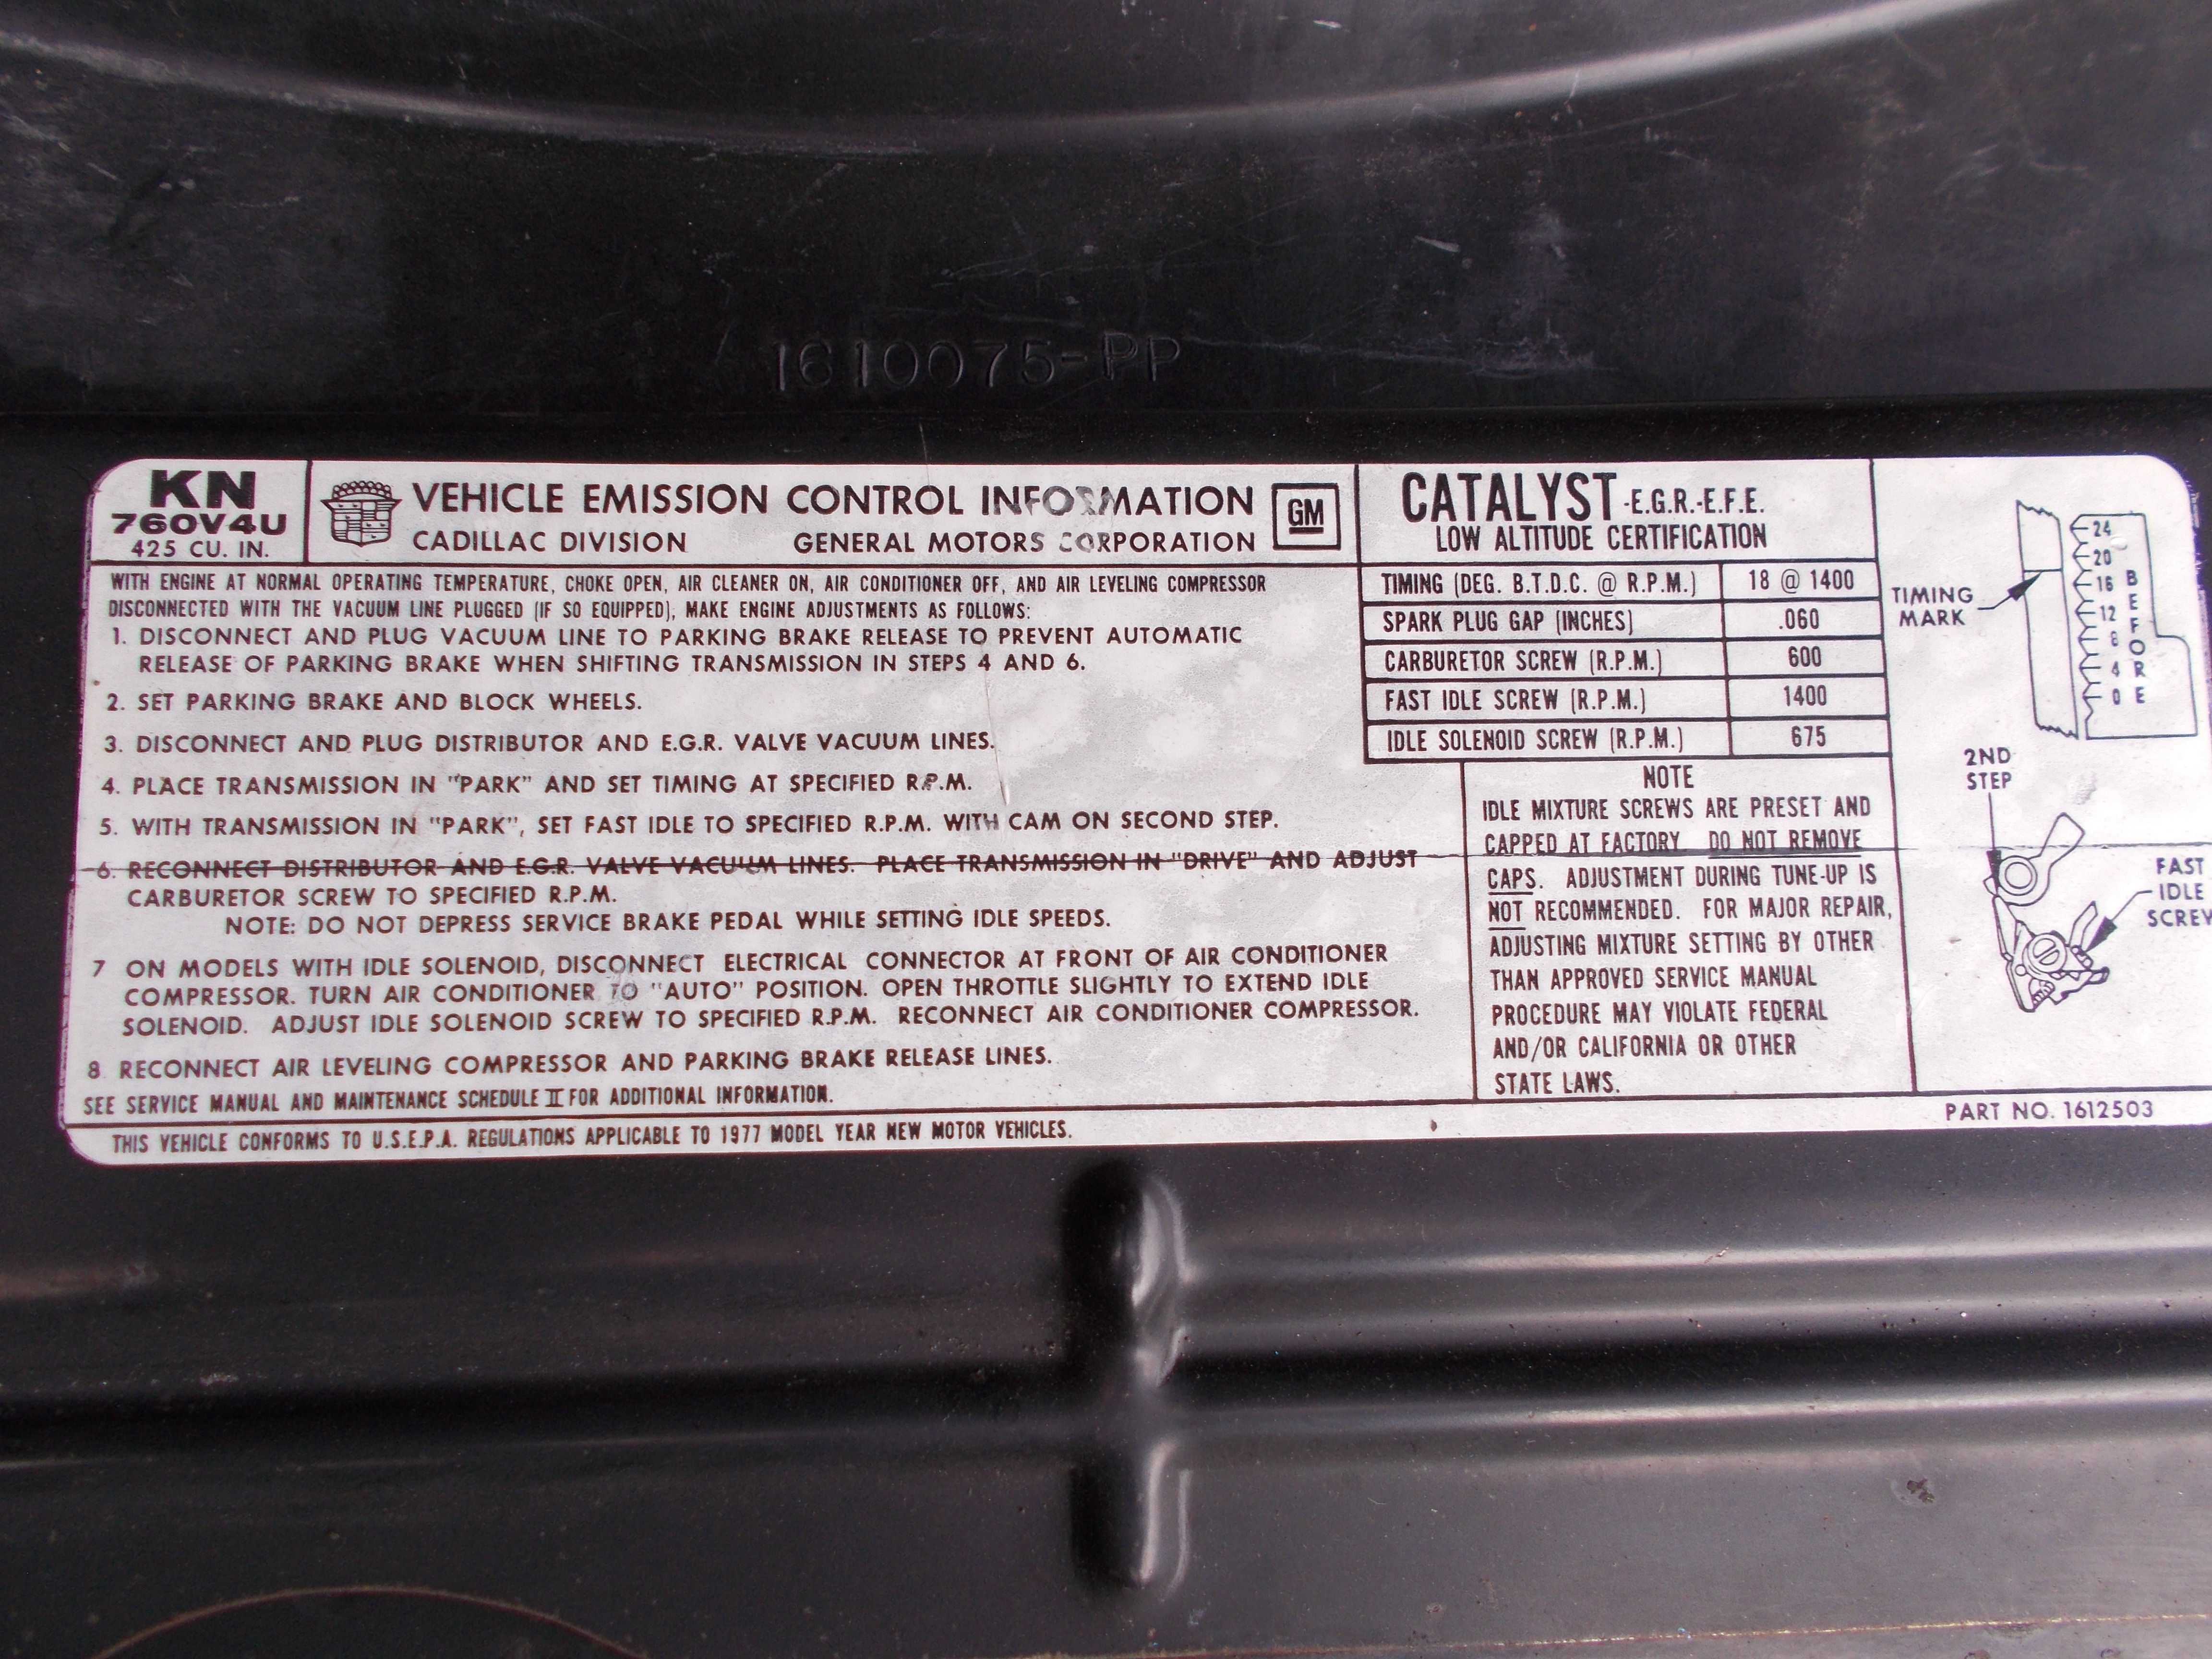 1610075-PP
KN
760V4U
425 CU. IN.
VEHICLE EMISSION CONTROL INFORMATION
CADILLAC DIVISION GENERAL MOTORS CORPORATION
GM
WITH ENGINE AT NORMAL OPERATING TEMPERATURE, CHOKE OPEN, AIR CLEANER ON, AIR CONDITIONER OFF, AND AIR LEVELING COMPRESSOR
DISCONNECTED WITH THE VACUUM LINE PLUGGED (IF SO EQUIPPED), MAKE ENGINE ADJUSTMENTS AS FOLLOWS:
1. DISCONNECT AND PLUG VACUUM LINE TO PARKING BRAKE RELEASE TO PREVENT AUTOMATIC
RELEASE OF PARKING BRAKE WHEN SHIFTING TRANSMISSION IN STEPS 4 AND 6.
2. SET PARKING BRAKE AND BLOCK WHEELS.
3. DISCONNECT AND PLUG DISTRIBUTOR AND E.G.R. VALVE VACUUM LINES.
4. PLACE TRANSMISSION IN "PARK" AND SET TIMING AT SPECIFIED R.P.M.
5. WITH TRANSMISSION IN "PARK", SET FAST IDLE TO SPECIFIED R.P.M. WITH CAM ON SECOND STEP.
6. RECONNECT DISTRIBUTOR AND E.G.R. VALVE VACUUM LINES. PLACE TRANSMISSION IN "DRIVE" AND ADJUST
CARBURETOR SCREW TO SPECIFIED R.P.M.
NOTE: DO NOT DEPRESS SERVICE BRAKE PEDAL WHILE SETTING IDLE SPEEDS.
7 ON MODELS WITH IDLE SOLENOID, DISCONNECT ELECTRICAL CONNECTOR AT FRONT OF AIR CONDITIONER
COMPRESSOR. TURN AIR CONDITIONER TO "AUTO" POSITION. OPEN THROTTLE SLIGHTLY TO EXTEND IDLE
SOLENOID. ADJUST IDLE SOLENOID SCREW TO SPECIFIED R.P.M. RECONNECT AIR CONDITIONER COMPRESSOR.
8 RECONNECT AIR LEVELING COMPRESSOR AND PARKING BRAKE RELEASE LINES.
SEE SERVICE MANUAL AND MAINTENANCE SCHEDULE II FOR ADDITIONAL INFORMATION.
THIS VEHICLE CONFORMS TO U.S.E.P.A. REGULATIONS APPLICABLE TO 1977 MODEL YEAR NEW MOTOR VEHICLES.
CATALYST -E.G.R.-E.F.E.
LOW ALTITUDE CERTIFICATION
TIMING (DEG. B.T.D.C. @ R.P.M.) 18 @ 1400
SPARK PLUG GAP (INCHES) .060
CARBURETOR SCREW (R.P.M.) 600
FAST IDLE SCREW (R.P.M.) 1400
IDLE SOLENOID SCREW (R.P.M.) 675
NOTE
IDLE MIXTURE SCREWS ARE PRESET AND
CAPPED AT FACTORY DO NOT REMOVE
CAPS. ADJUSTMENT DURING TUNE-UP IS
NOT RECOMMENDED. FOR MAJOR REPAIR,
ADJUSTING MIXTURE SETTING BY OTHER
THAN APPROVED SERVICE MANUAL
PROCEDURE MAY VIOLATE FEDERAL
AND/OR CALIFORNIA OR OTHER
STATE LAWS.
TIMING
MARK
24
20
16
12
8
4
0
BEFORE
2ND
STEP
FAST
IDLE
SCREW
PART NO. 1612503